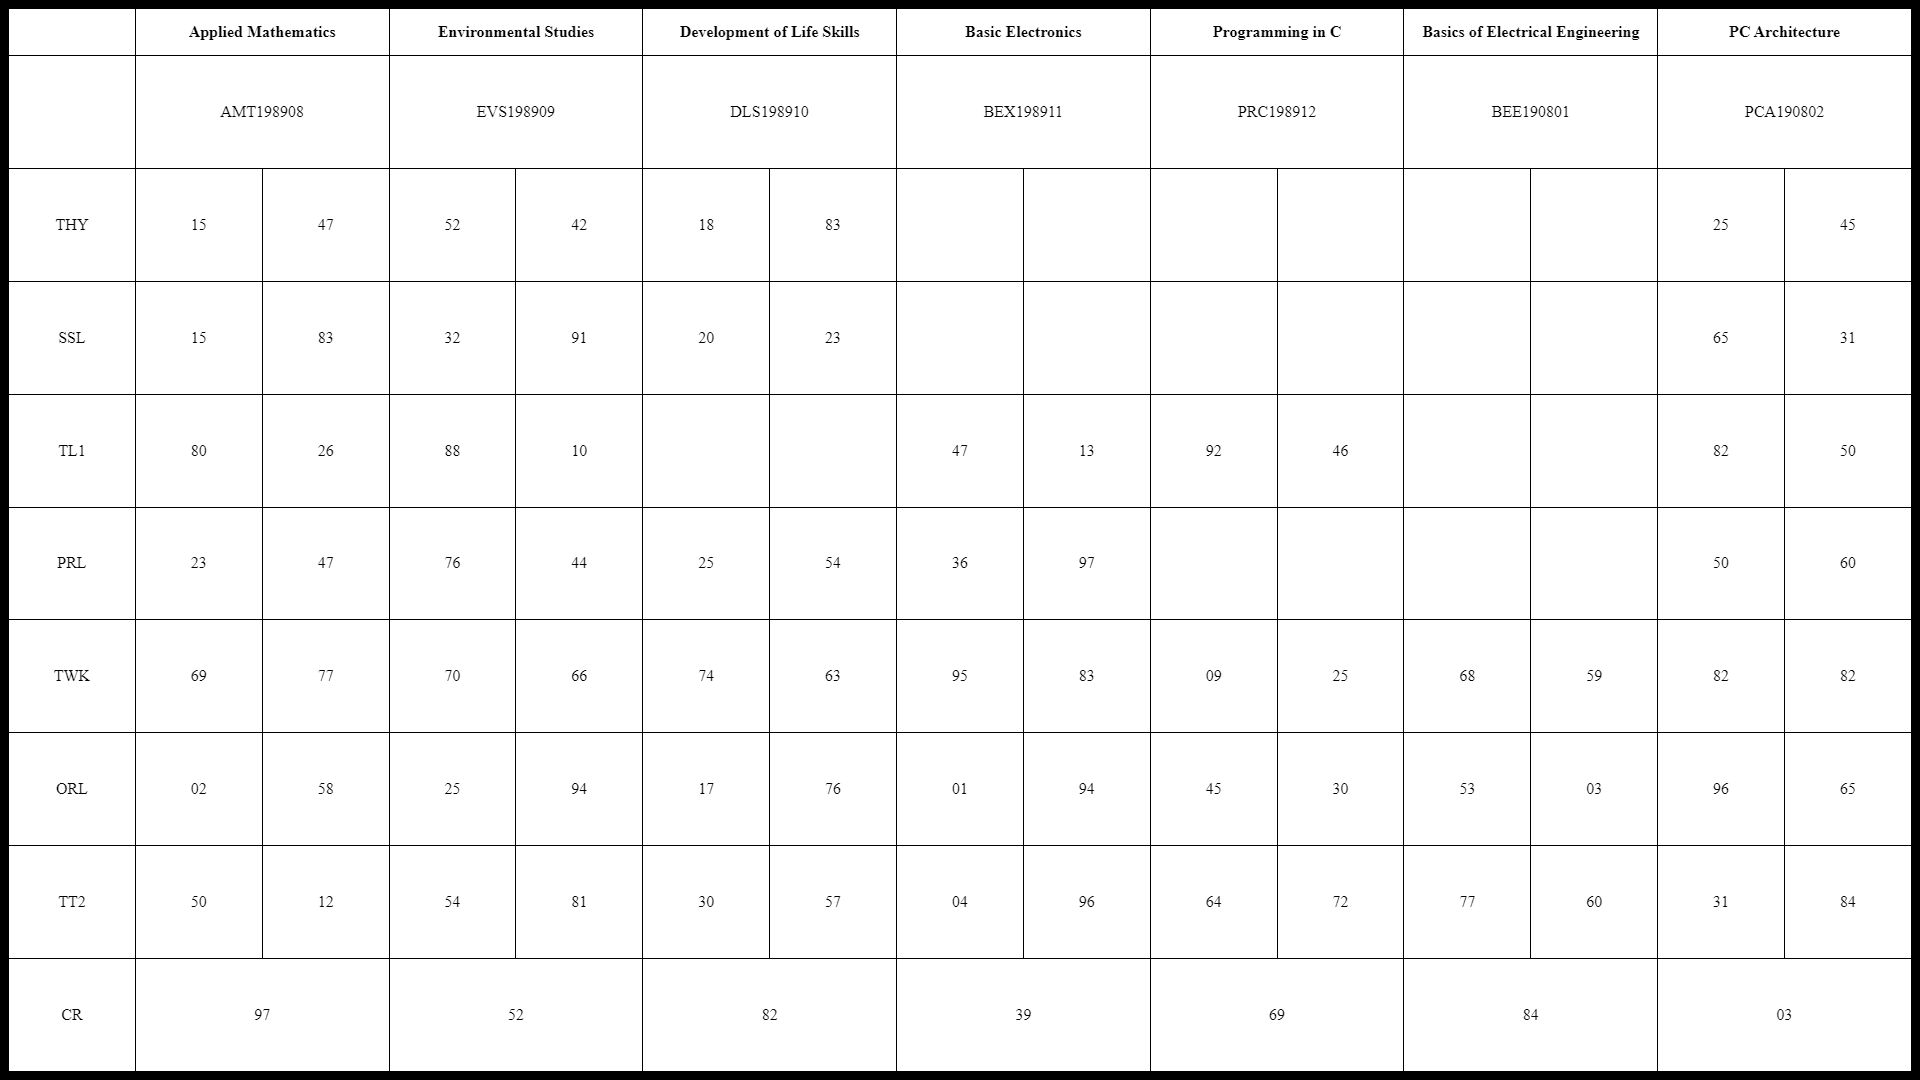 Applied Mathematics Environmental Studies Development of Life Skills Basic Electronics Programming in C Basics of Electrical Engineering PC Architecture
AMT198908 EVS198909 DLS198910 BEX198911 PRC198912 BEE190801 PCA190802
THY 15 47 52 42 18 83 25 45
SSL 15 83 32 91 20 23 65 31
TL1 80 26 88 10 47 13 92 46 82 50
PRL 23 47 76 44 25 54 36 97 50 60
TWK 69 77 70 66 74 63 95 83 09 25 68 59 82 82
ORL 02 58 25 94 17 76 01 94 45 30 53 03 96 65
TT2 50 12 54 81 30 57 04 96 64 72 77 60 31 84
CR 97 52 82 39 69 84 03